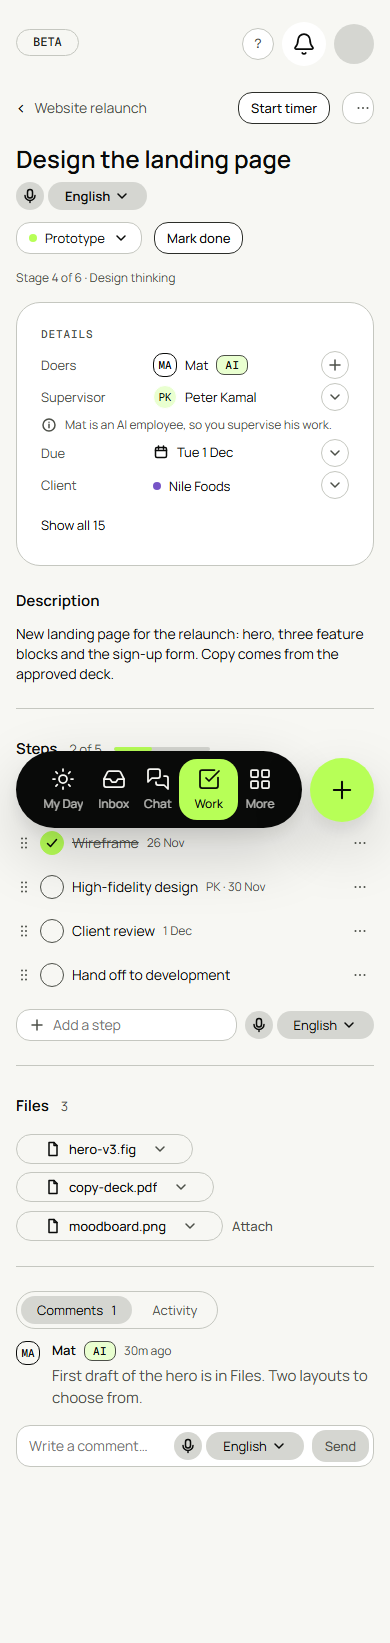 BETA
?
Website relaunch
Start timer
Design the landing page
English
Prototype
Mark done
Stage 4 of 6 · Design thinking
DETAILS
Doers MA Mat AI
Supervisor PK Peter Kamal
Mat is an AI employee, so you supervise his work.
Due Tue 1 Dec
Client Nile Foods
Show all 15
Description
New landing page for the relaunch: hero, three feature
blocks and the sign-up form. Copy comes from the
approved deck.
Steps 2 of 5
My Day Inbox Chat Work More
Wireframe 26 Nov
High-fidelity design PK · 30 Nov
Client review 1 Dec
Hand off to development
Add a step English
Files 3
hero-v3.fig
copy-deck.pdf
moodboard.png Attach
Comments 1 Activity
MA Mat AI 30m ago
First draft of the hero is in Files. Two layouts to
choose from.
Write a comment... English Send